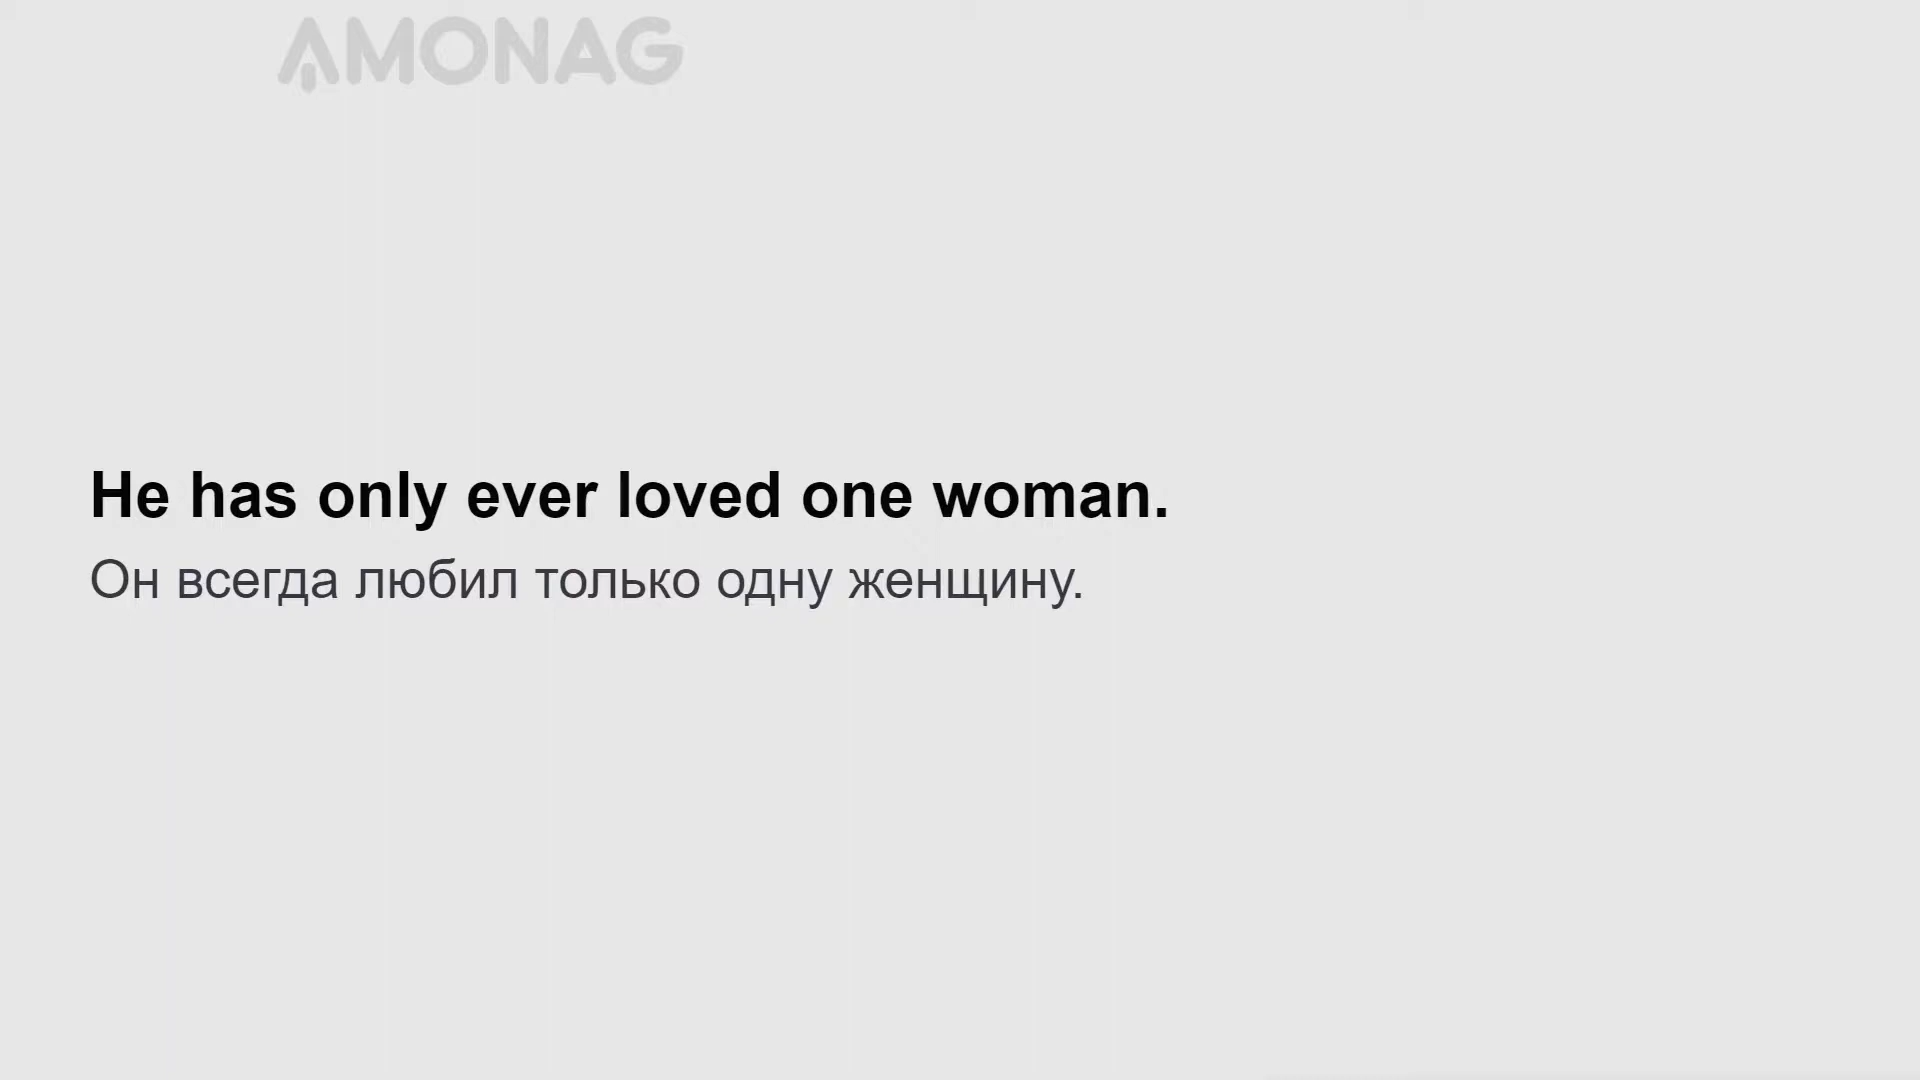 AMONAG
He has only ever loved one woman.
Он всегда любил только одну женщину.